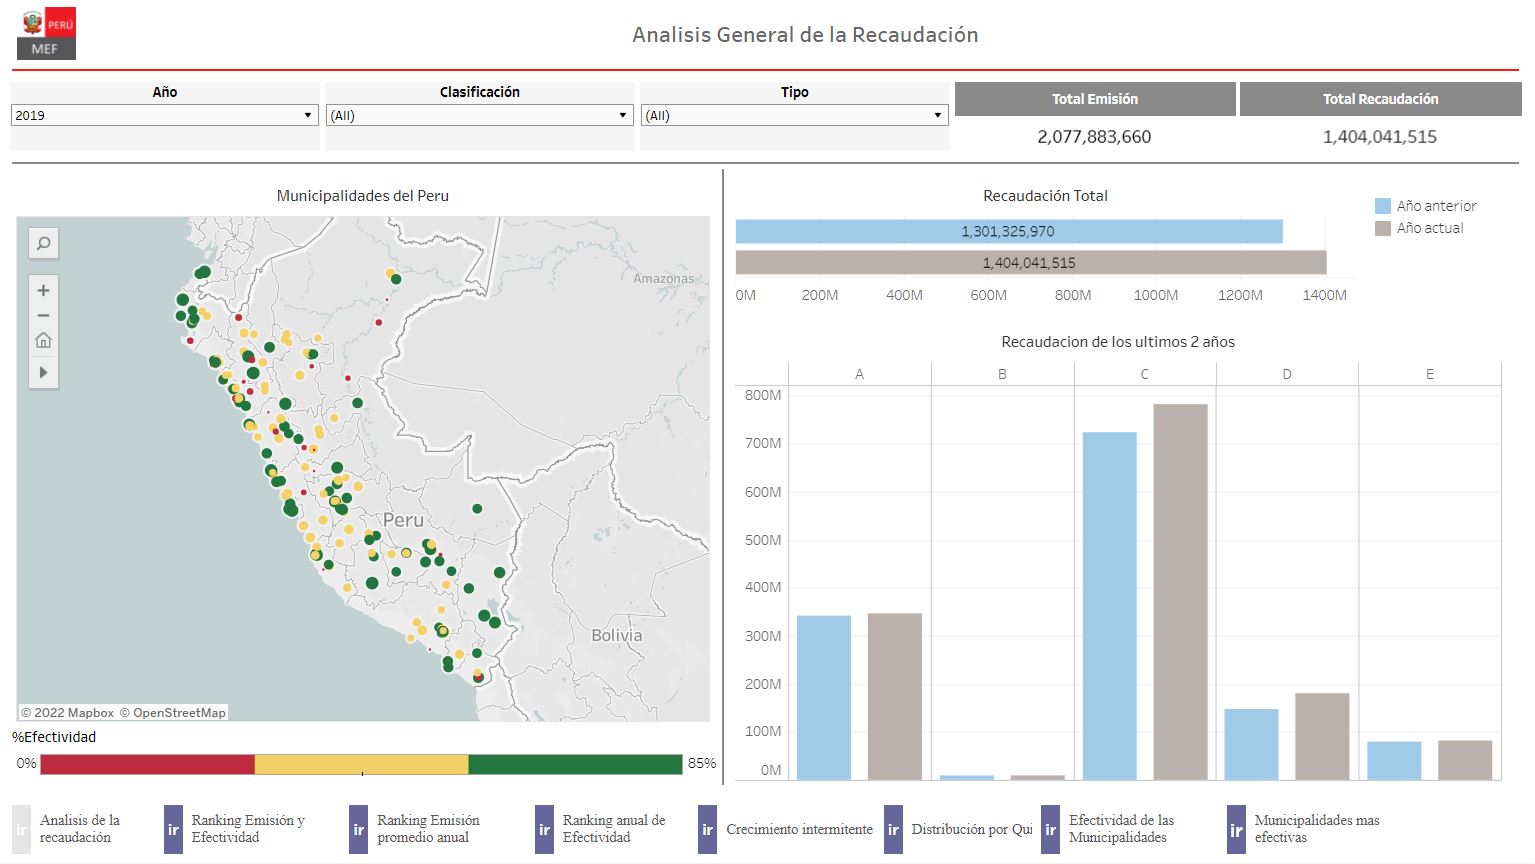 PERÚ
MEF
Analisis General de la Recaudación
Año
2019
Clasificación
(All)
Tipo
(All)
Total Emisión
2,077,883,660
Total Recaudación
1,404,041,515
Municipalidades del Peru
Amazonas
Peru
Bolivia
© 2022 Mapbox © OpenStreetMap
%Efectividad
0%
85%
Recaudación Total
Año anterior
Año actual
1,301,325,970
1,404,041,515
0M 200M 400M 600M 800M 1000M 1200M 1400M
Recaudacion de los ultimos 2 años
A B C D E
800M
700M
600M
500M
400M
300M
200M
100M
0M
ir
Analisis de la
recaudación
ir
Ranking Emisión y
Efectividad
ir
Ranking Emisión
promedio anual
ir
Ranking anual de
Efectividad
ir
Crecimiento intermitente
ir
Distribución por Qui
ir
Efectividad de las
Municipalidades
ir
Municipalidades mas
efectivas